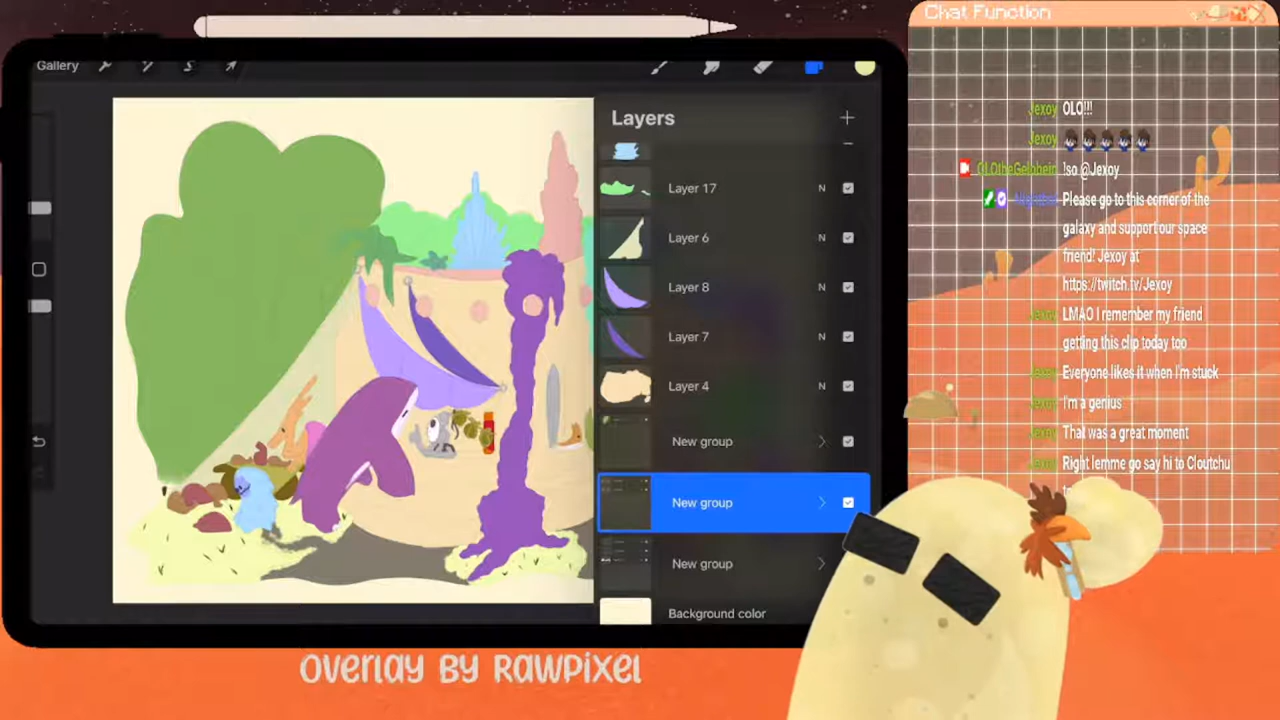 Gallery
Layers
Layer 17 N
Layer 6 N
Layer 8 N
Layer 7 N
Layer 4 N
New group
New group
New group
Background color
Chat Function
Jexoy OLO!!!
Jexoy
!so @Jexoy
Please go to this corner of the
galaxy and support our space
friend! Jexoy at
https://twitch.tv/Jexoy
Jexoy LMAO I remember my friend
getting this clip today too
Jexoy Everyone likes it when I'm stuck
Jexoy I'm a genius
Jexoy That was a great moment
Jexoy Right lemme go say hi to Cloutchu
OVERLAY BY RAWPIXEL